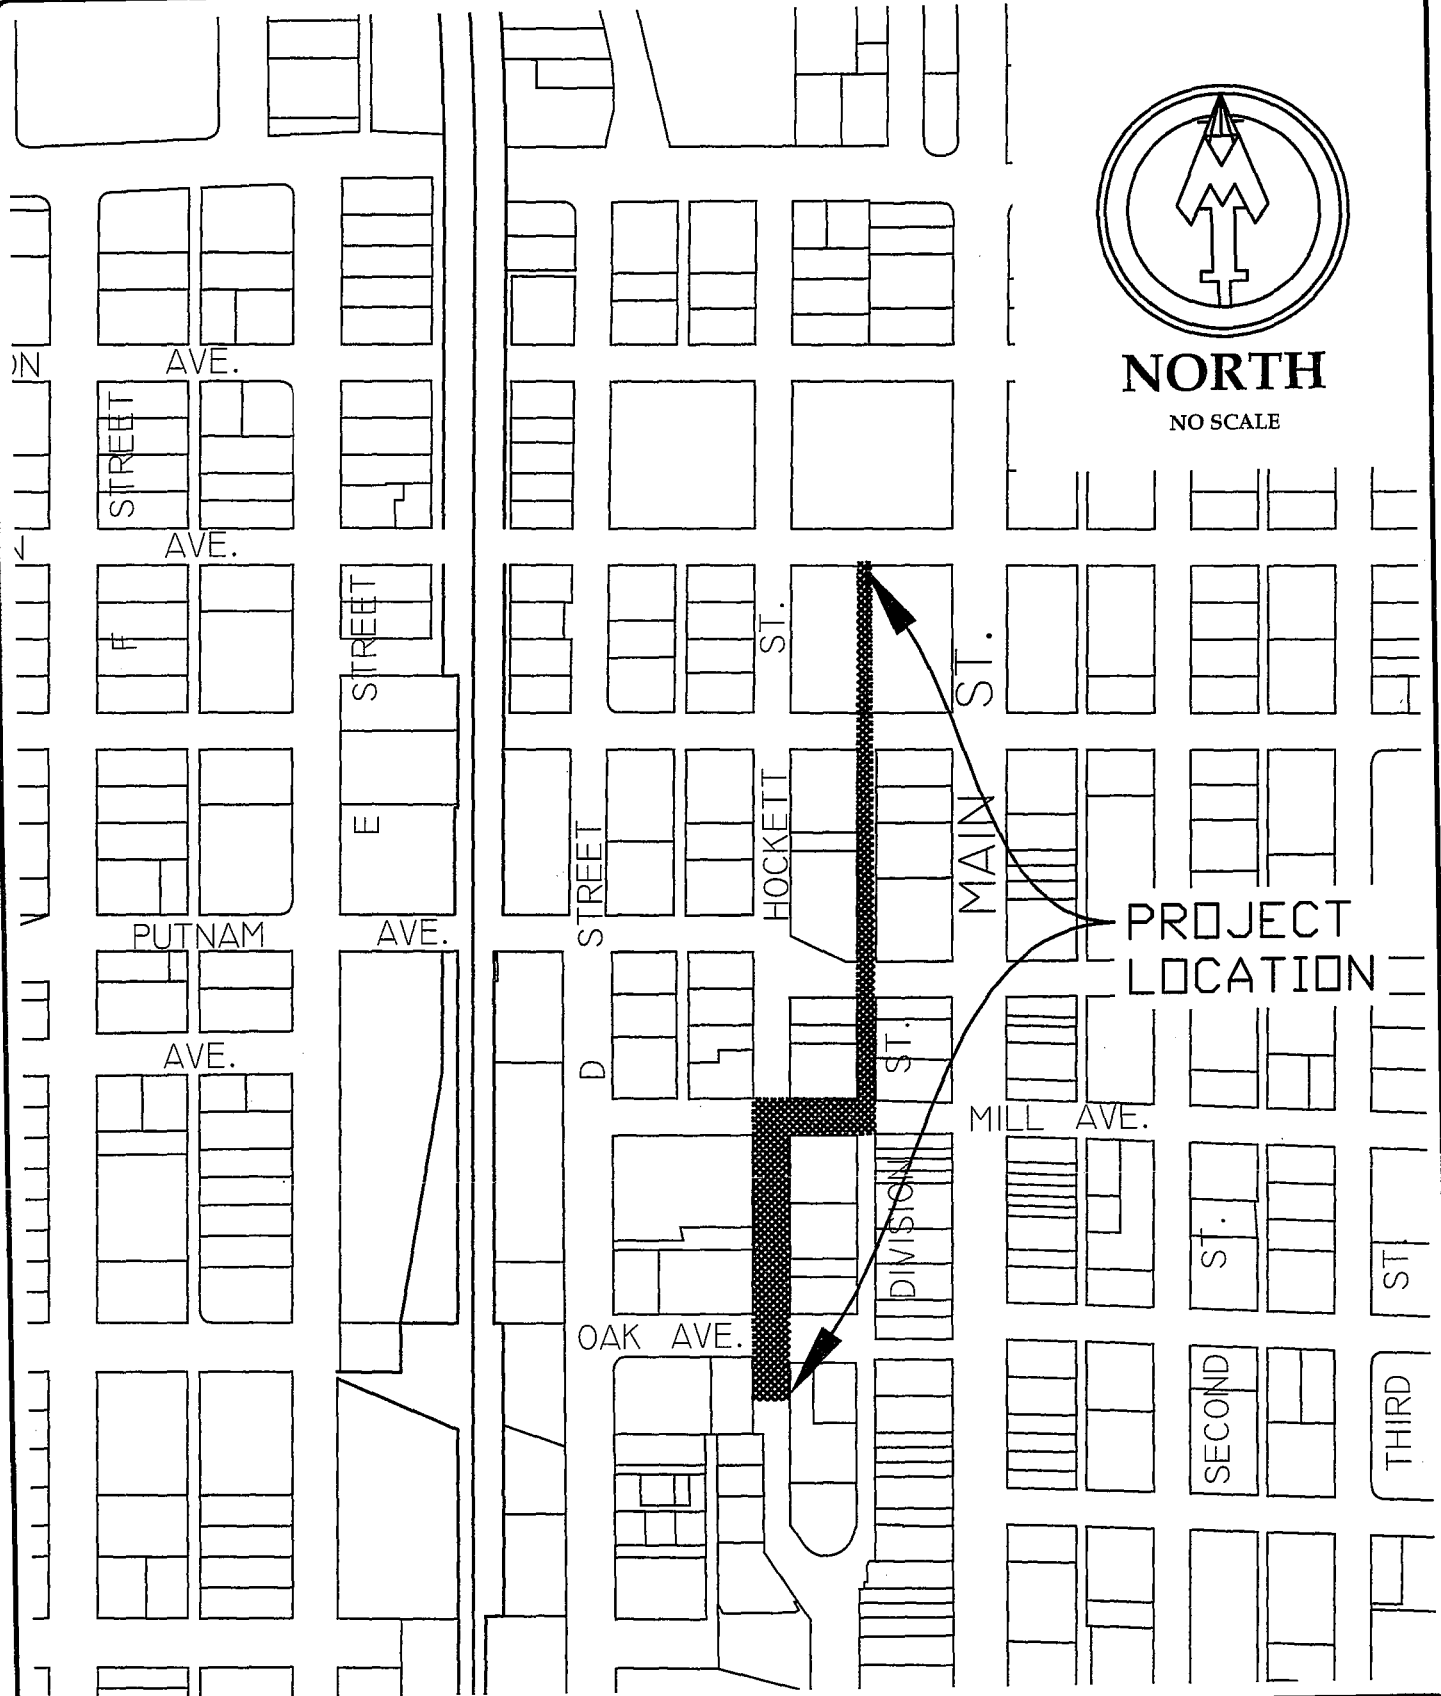 NORTH
NO SCALE
AVE.
STREET
AVE.
F
STREET
E
ST.
HOCKETT
ST.
MAIN
STREET
D
PUTNAM AVE.
PROJECT
LOCATION
AVE.
ST.
DIVISION
MILL AVE.
OAK AVE.
ST.
SECOND
ST.
THIRD